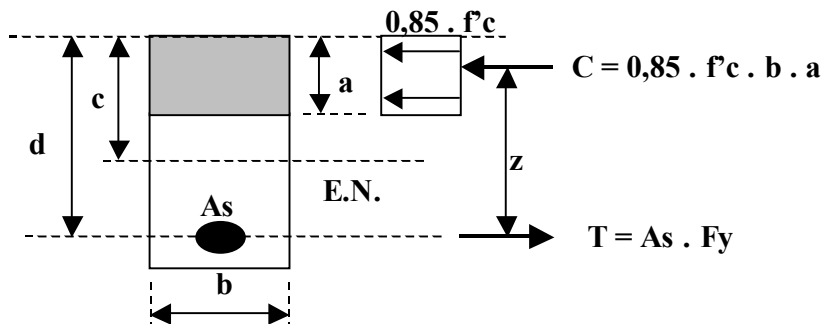 0,85 . f’c
C = 0,85 . f’c . b . a
a
c
d
z
E.N.
As
T = As . Fy
b